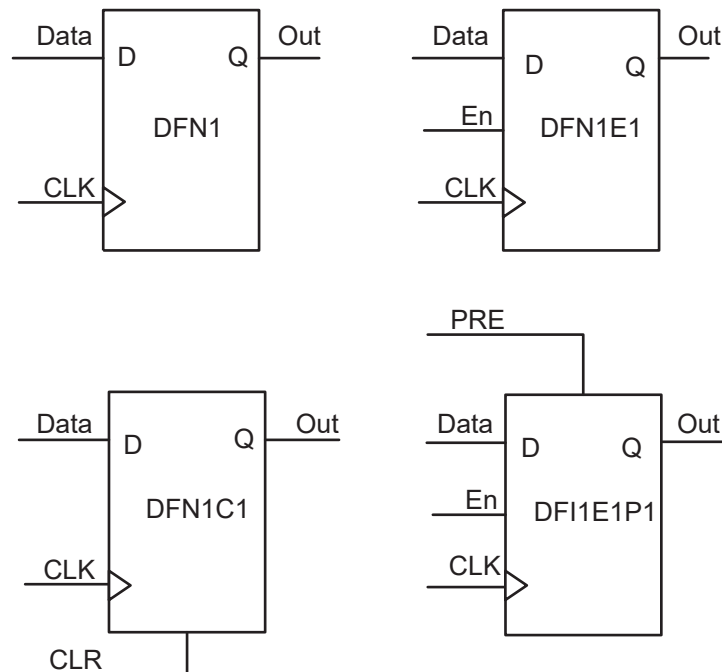 Data
Out
D
Q
DFN1
CLK
Data
Out
D
Q
En
DFN1E1
CLK
Data
Out
D
Q
DFN1C1
CLK
CLR
PRE
Data
Out
D
Q
En
DFI1E1P1
CLK